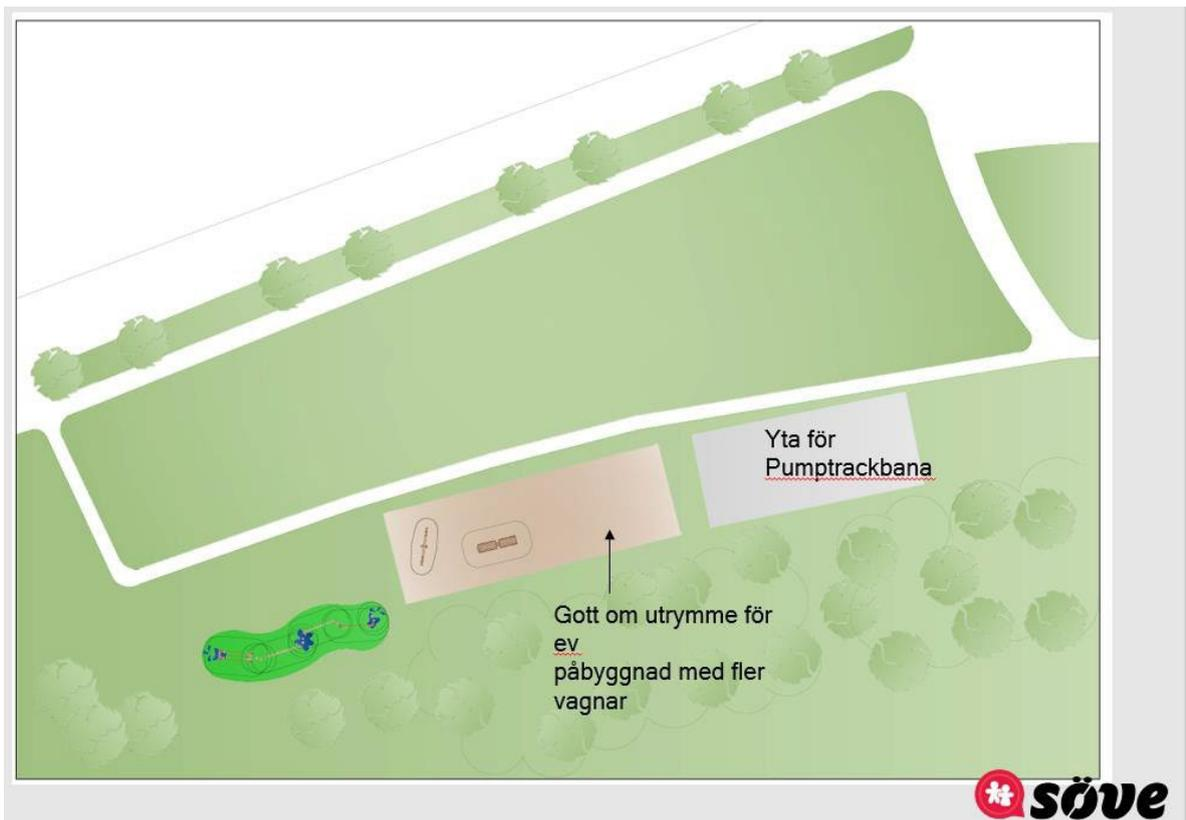 Yta för
Pumptrackbana
Gott om utrymme för
ev
påbyggnad med fler
vagnar
söve